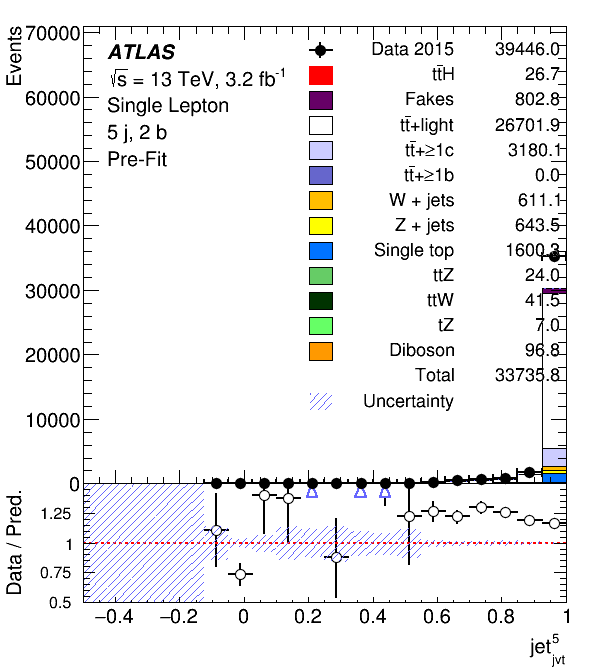 Events
70000
60000
50000
40000
30000
20000
10000
0
ATLAS
√s = 13 TeV, 3.2 fb⁻¹
Single Lepton
5 j, 2 b
Pre-Fit
Data 2015 39446.0
tt̄H 26.7
Fakes 802.8
tt̄+light 26701.9
tt̄+≥1c 3180.1
tt̄+≥1b 0.0
W + jets 611.1
Z + jets 643.5
Single top 1600.3
ttZ 24.0
ttW 41.5
tZ 7.0
Diboson 96.8
Total 33735.8
Uncertainty
Data / Pred.
1.25
1
0.75
0.5
−0.4 −0.2 0 0.2 0.4 0.6 0.8 1
jet⁵jvt